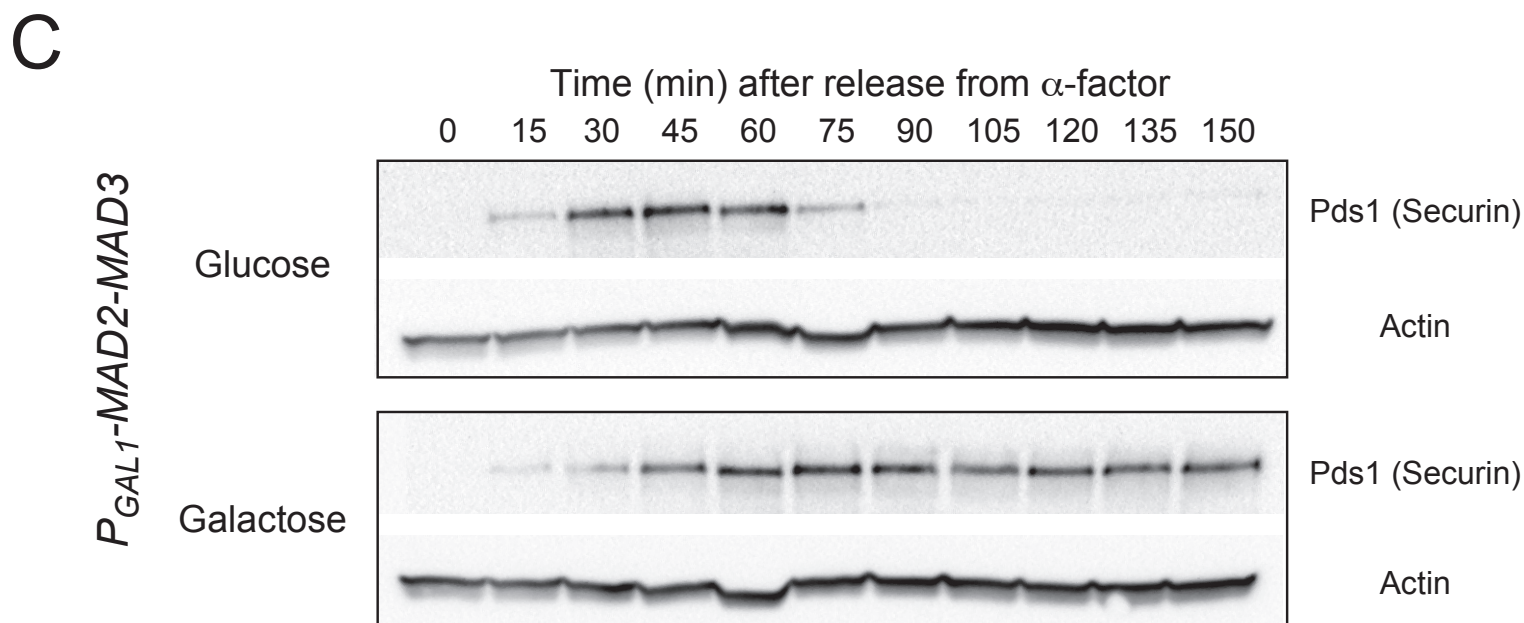 C
Time (min) after release from α-factor
0 15 30 45 60 75 90 105 120 135 150
PGAL1-MAD2-MAD3
Glucose
Pds1 (Securin)
Actin
Galactose
Pds1 (Securin)
Actin